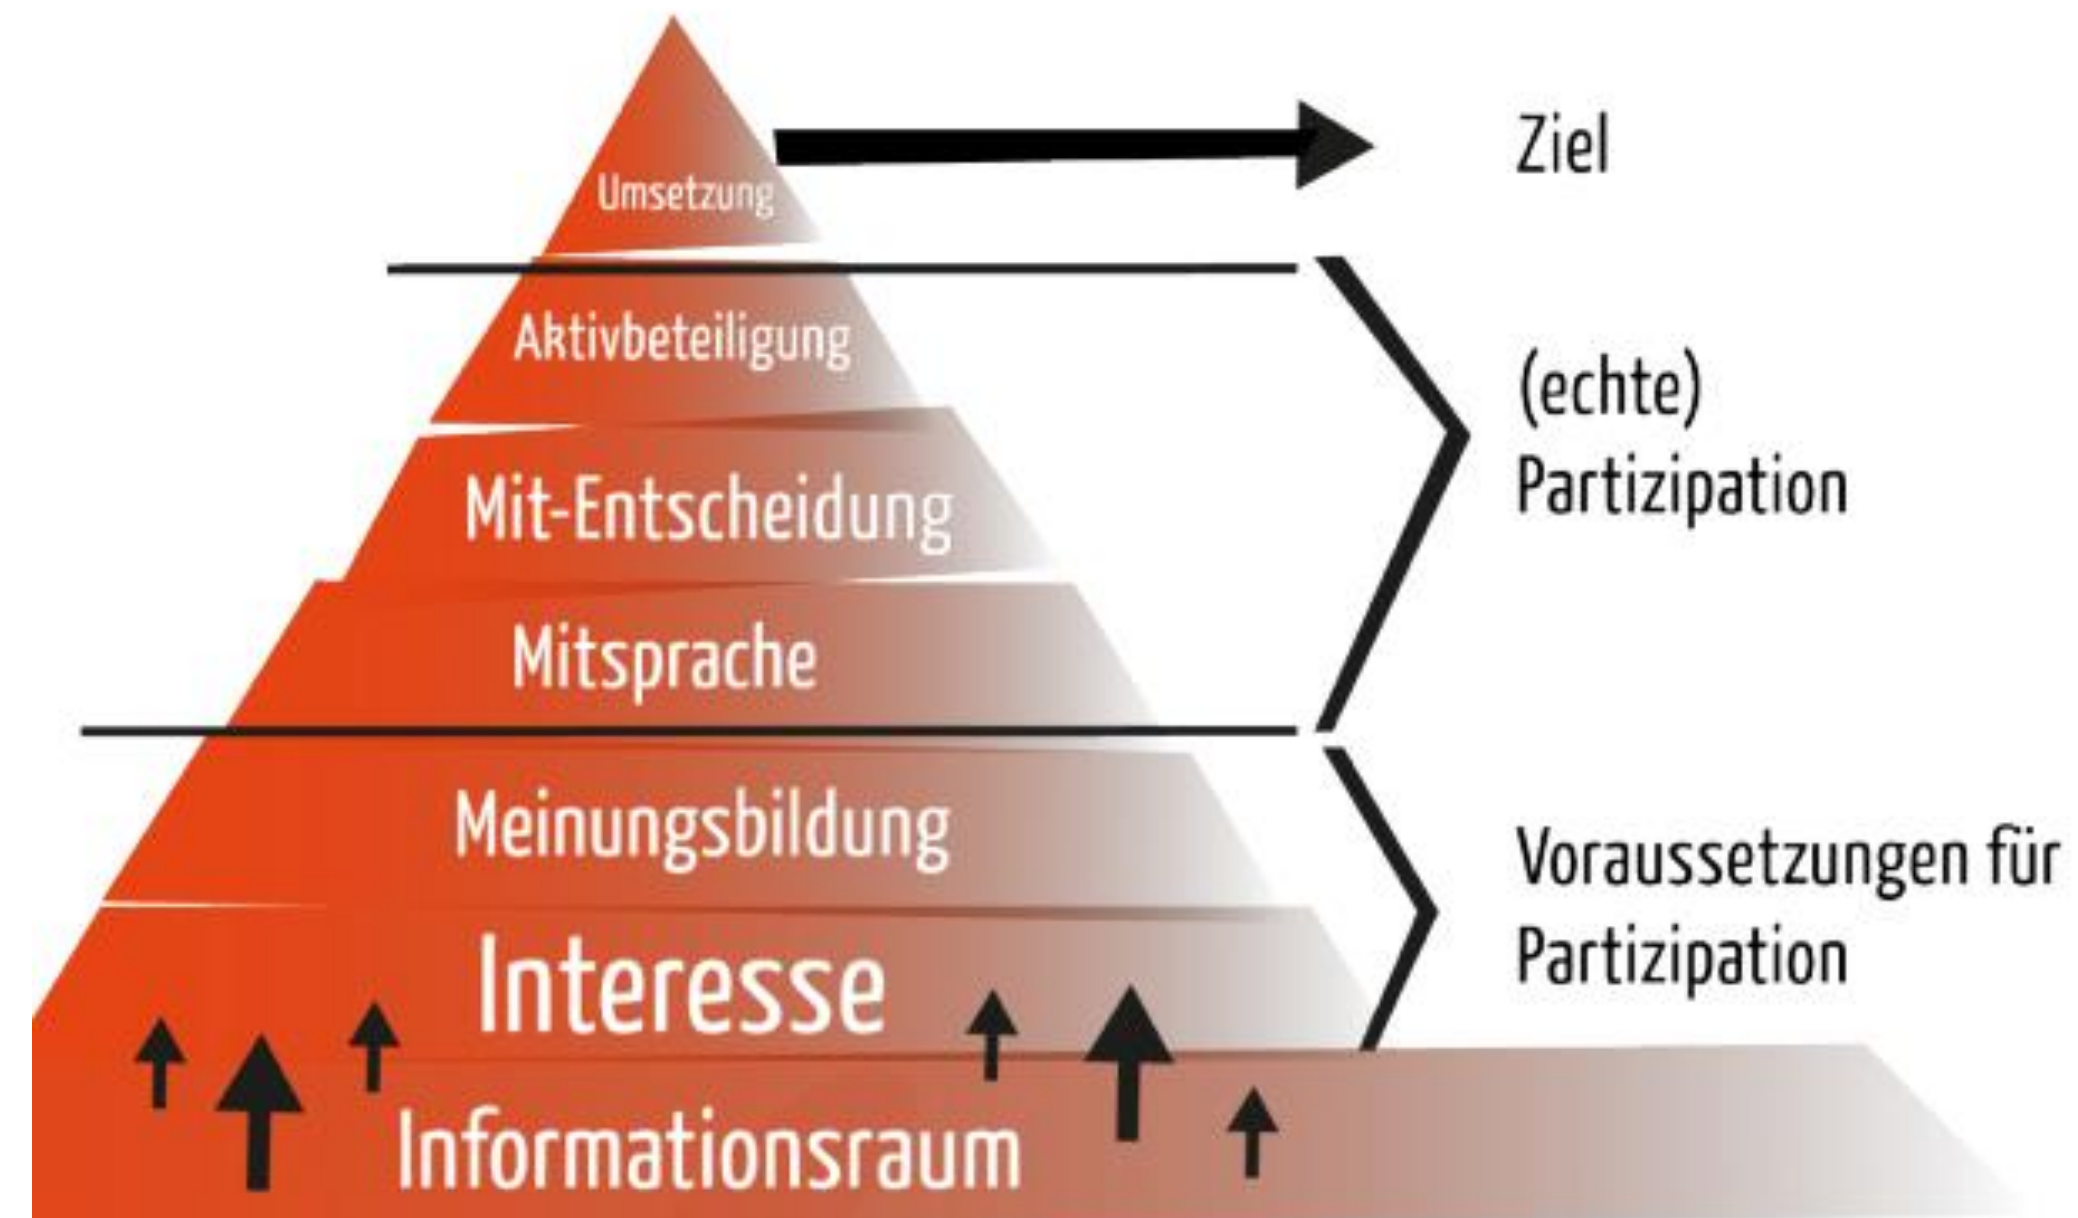 Umsetzung
Ziel
Aktivbeteiligung
(echte)
Partizipation
Mit-Entscheidung
Mitsprache
Meinungsbildung
Voraussetzungen für
Partizipation
Interesse
Informationsraum